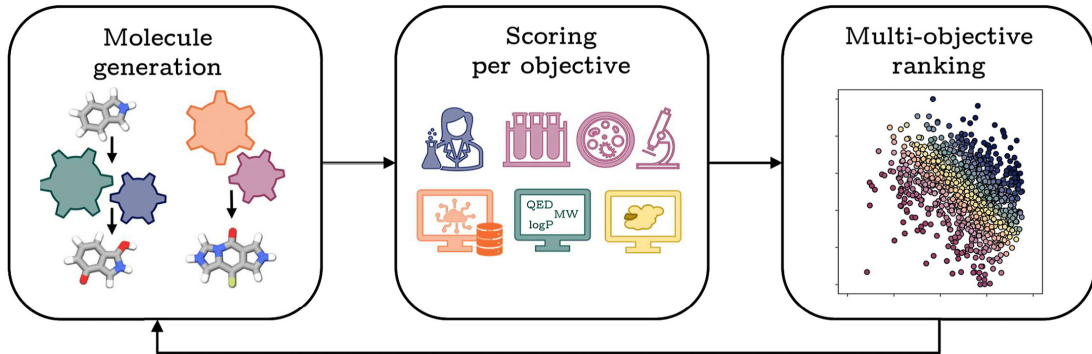 Molecule
generation
Scoring
per objective
QED
MW
logP
Multi-objective
ranking